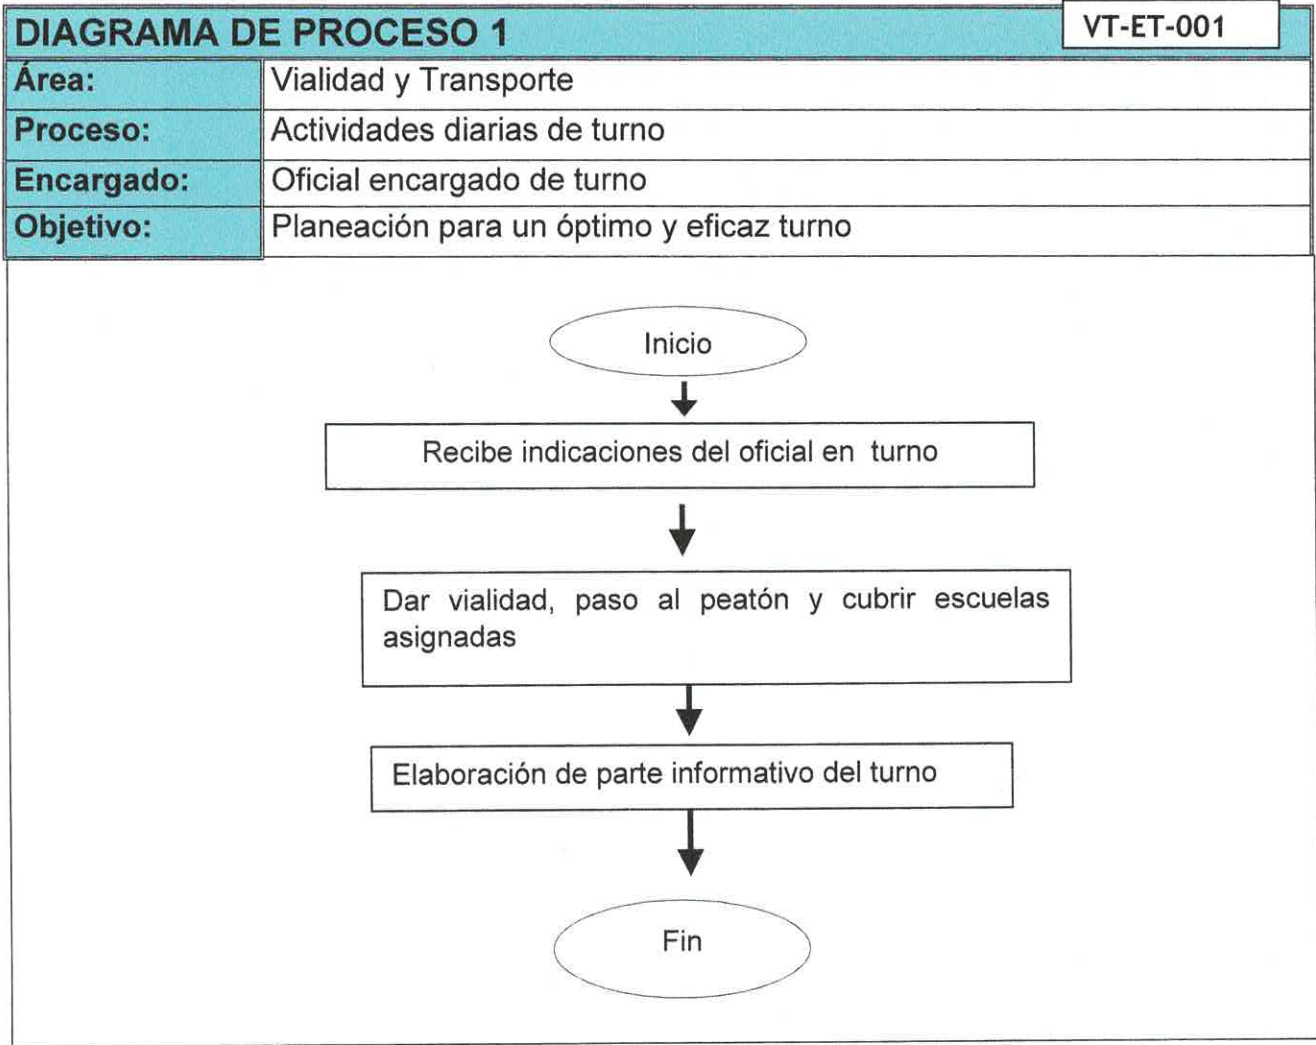 DIAGRAMA DE PROCESO 1
VT-ET-001
Área: Vialidad y Transporte
Proceso: Actividades diarias de turno
Encargado: Oficial encargado de turno
Objetivo: Planeación para un óptimo y eficaz turno
Inicio
Recibe indicaciones del oficial en turno
Dar vialidad, paso al peatón y cubrir escuelas
asignadas
Elaboración de parte informativo del turno
Fin